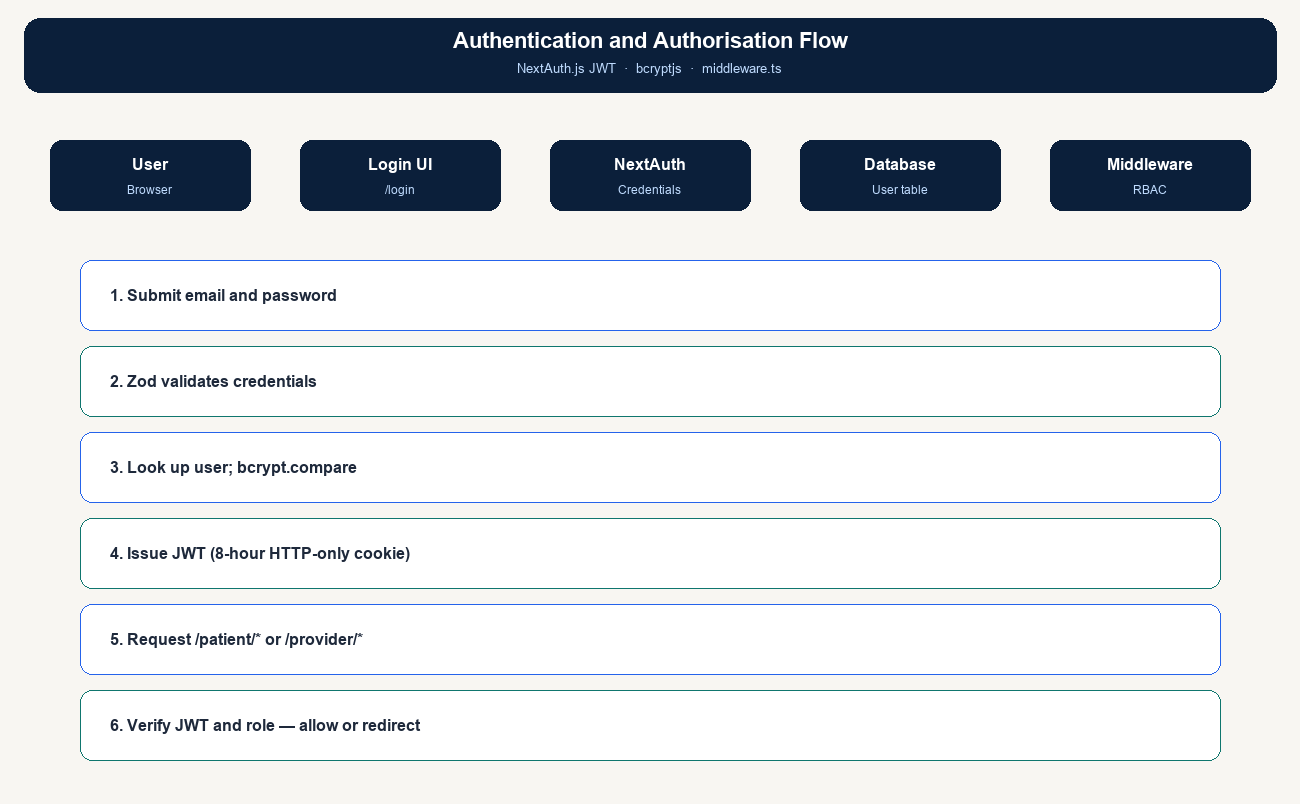 Authentication and Authorisation Flow
NextAuth.js JWT · bcryptjs · middleware.ts
User
Browser
Login UI
/login
NextAuth
Credentials
Database
User table
Middleware
RBAC
1. Submit email and password
2. Zod validates credentials
3. Look up user; bcrypt.compare
4. Issue JWT (8-hour HTTP-only cookie)
5. Request /patient/* or /provider/*
6. Verify JWT and role — allow or redirect